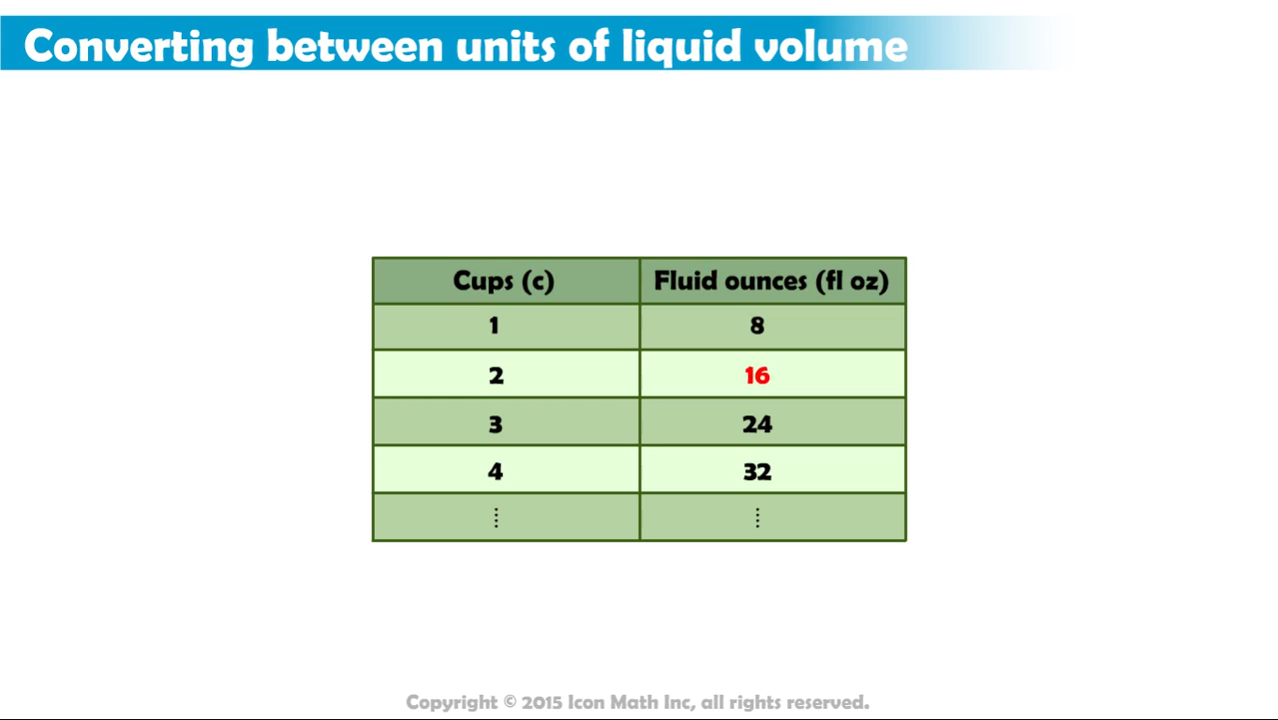 Converting between units of liquid volume
Cups (c) Fluid ounces (fl oz)
1 8
2 16
3 24
4 32
⋮ ⋮
Copyright © 2015 Icon Math Inc, all rights reserved.